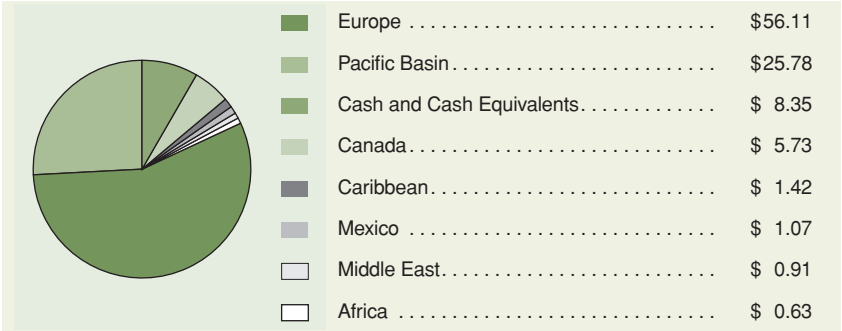 Europe . . . . . . . . . . . . . . . . . . . . . . . . . . . . . $56.11
Pacific Basin . . . . . . . . . . . . . . . . . . . . . . . . . $25.78
Cash and Cash Equivalents . . . . . . . . . . . . . $ 8.35
Canada . . . . . . . . . . . . . . . . . . . . . . . . . . . . . $ 5.73
Caribbean . . . . . . . . . . . . . . . . . . . . . . . . . . . $ 1.42
Mexico . . . . . . . . . . . . . . . . . . . . . . . . . . . . . $ 1.07
Middle East . . . . . . . . . . . . . . . . . . . . . . . . . . $ 0.91
Africa . . . . . . . . . . . . . . . . . . . . . . . . . . . . . . $ 0.63